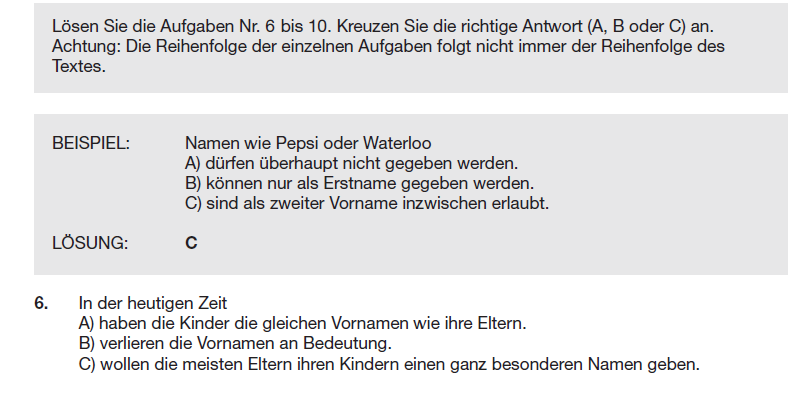 Lösen Sie die Aufgaben Nr. 6 bis 10. Kreuzen Sie die richtige Antwort (A, B oder C) an.
Achtung: Die Reihenfolge der einzelnen Aufgaben folgt nicht immer der Reihenfolge des
Textes.
BEISPIEL: Namen wie Pepsi oder Waterloo
A) dürfen überhaupt nicht gegeben werden.
B) können nur als Erstname gegeben werden.
C) sind als zweiter Vorname inzwischen erlaubt.
LÖSUNG: C
6. In der heutigen Zeit
A) haben die Kinder die gleichen Vornamen wie ihre Eltern.
B) verlieren die Vornamen an Bedeutung.
C) wollen die meisten Eltern ihren Kindern einen ganz besonderen Namen geben.